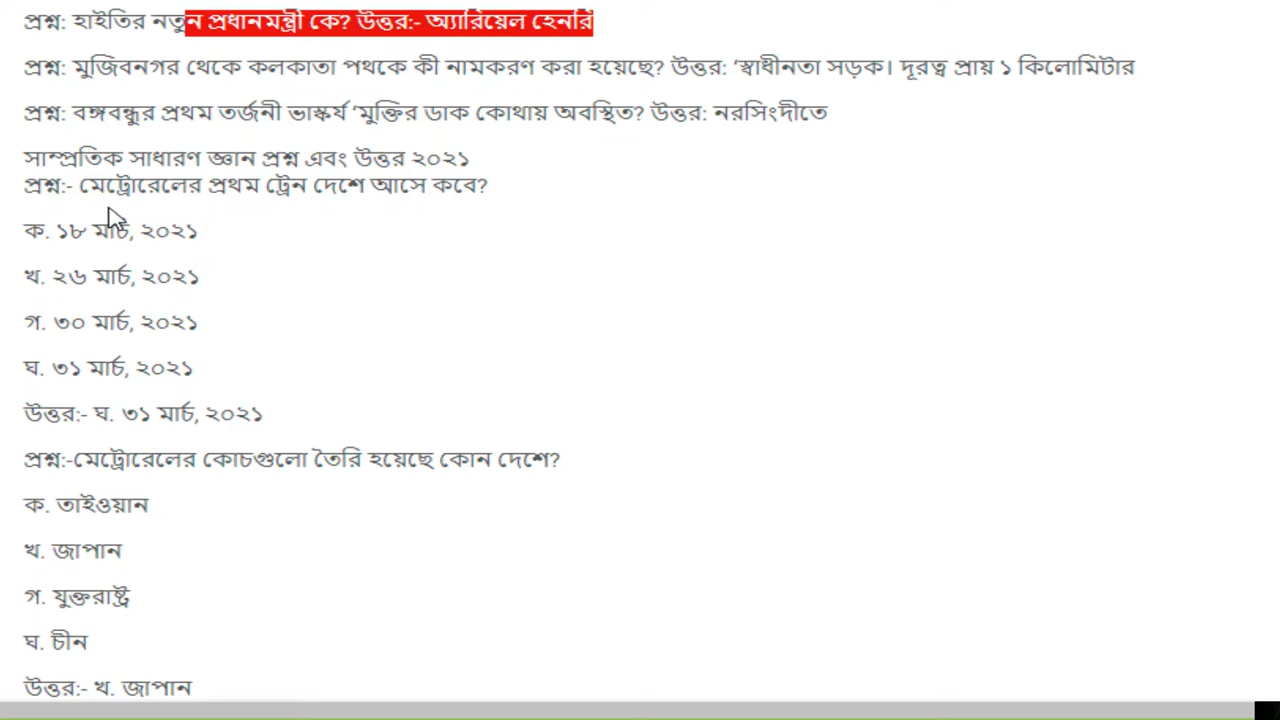 প্রশ্ন: হাইতির নতুন প্রধানমন্ত্রী কে? উত্তর:- অ্যারিয়েল হেনরি
প্রশ্ন: মুজিবনগর থেকে কলকাতা পথকে কী নামকরণ করা হয়েছে? উত্তর: ‘স্বাধীনতা সড়ক। দূরত্ব প্রায় ১ কিলোমিটার
প্রশ্ন: বঙ্গবন্ধুর প্রথম তর্জনী ভাস্কর্য ‘মুক্তির ডাক কোথায় অবস্থিত? উত্তর: নরসিংদীতে
সাম্প্রতিক সাধারণ জ্ঞান প্রশ্ন এবং উত্তর ২০২১
প্রশ্ন:- মেট্রোরেলের প্রথম ট্রেন দেশে আসে কবে?
ক. ১৮ মার্চ, ২০২১
খ. ২৬ মার্চ, ২০২১
গ. ৩০ মার্চ, ২০২১
ঘ. ৩১ মার্চ, ২০২১
উত্তর:- ঘ. ৩১ মার্চ, ২০২১
প্রশ্ন:-মেট্রোরেলের কোচগুলো তৈরি হয়েছে কোন দেশে?
ক. তাইওয়ান
খ. জাপান
গ. যুক্তরাষ্ট্র
ঘ. চীন
উত্তর:- খ. জাপান